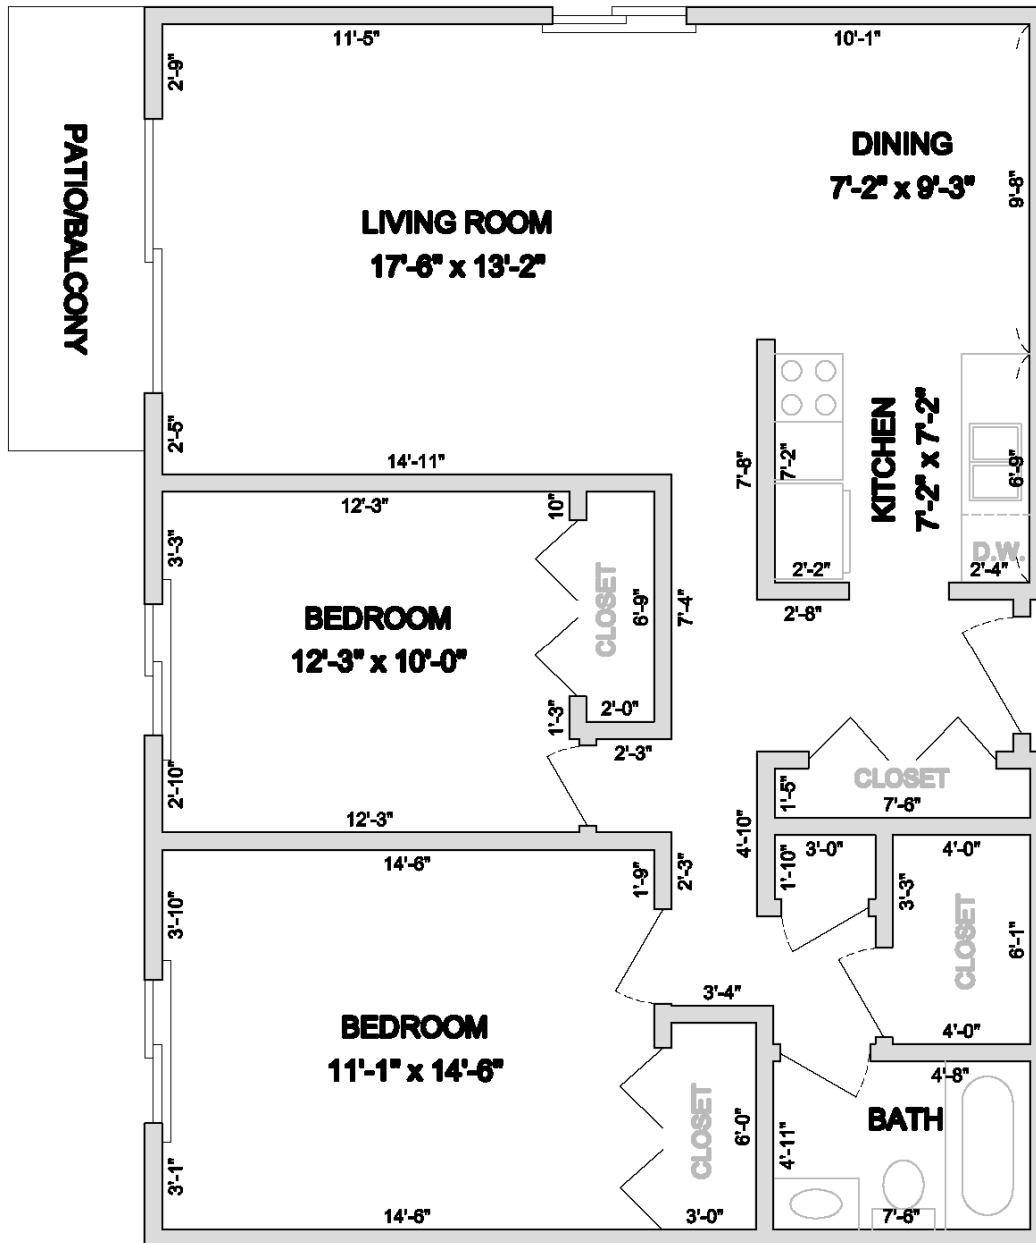 11'-5"
10'-1"
2'-9"
PATIO/BALCONY
DINING
7'-2" x 9'-3"
9'-8"
LIVING ROOM
17'-6" x 13'-2"
2'-5"
14'-11"
7'-8"
7'-2"
KITCHEN
7'-2" x 7'-2"
6'-9"
D.W.
2'-2"
2'-4"
2'-8"
12'-3"
10"
3'-3"
CLOSET
6'-9"
7'-4"
BEDROOM
12'-3" x 10'-0"
1'-3"
2'-0"
2'-3"
2'-10"
12'-3"
CLOSET
7'-6"
1'-5"
4'-10"
14'-6"
1'-9"
2'-3"
1'-10"
3'-0"
4'-0"
3'-3"
CLOSET
6'-1"
4'-0"
3'-10"
3'-4"
BEDROOM
11'-1" x 14'-6"
CLOSET
6'-0"
4'-11"
4'-8"
BATH
3'-1"
14'-6"
3'-0"
7'-6"